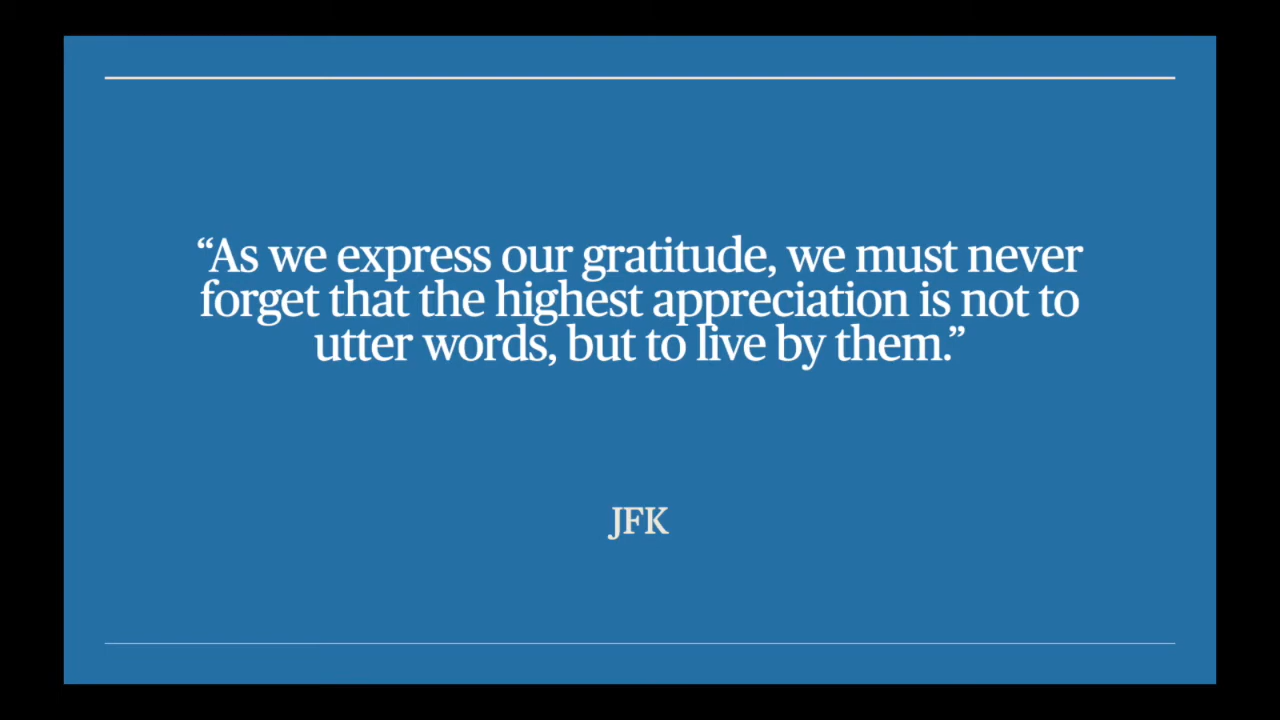 “As we express our gratitude, we must never
forget that the highest appreciation is not to
utter words, but to live by them.”
JFK